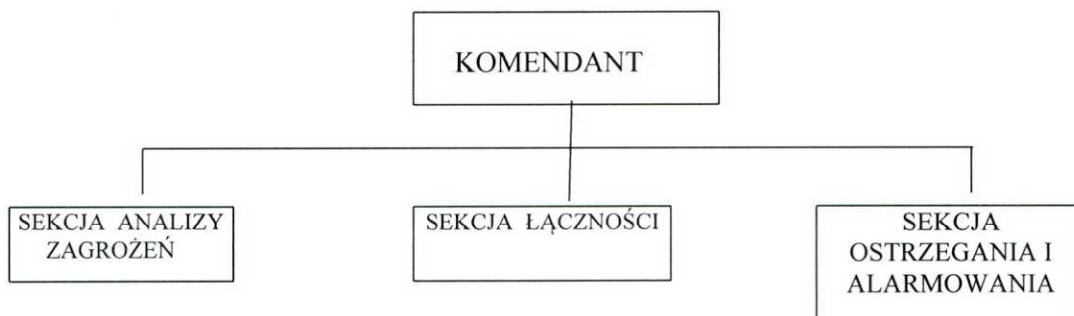 KOMENDANT
SEKCJA ANALIZY
ZAGROŻEŃ
SEKCJA ŁĄCZNOŚCI
SEKCJA
OSTRZEGANIA I
ALARMOWANIA